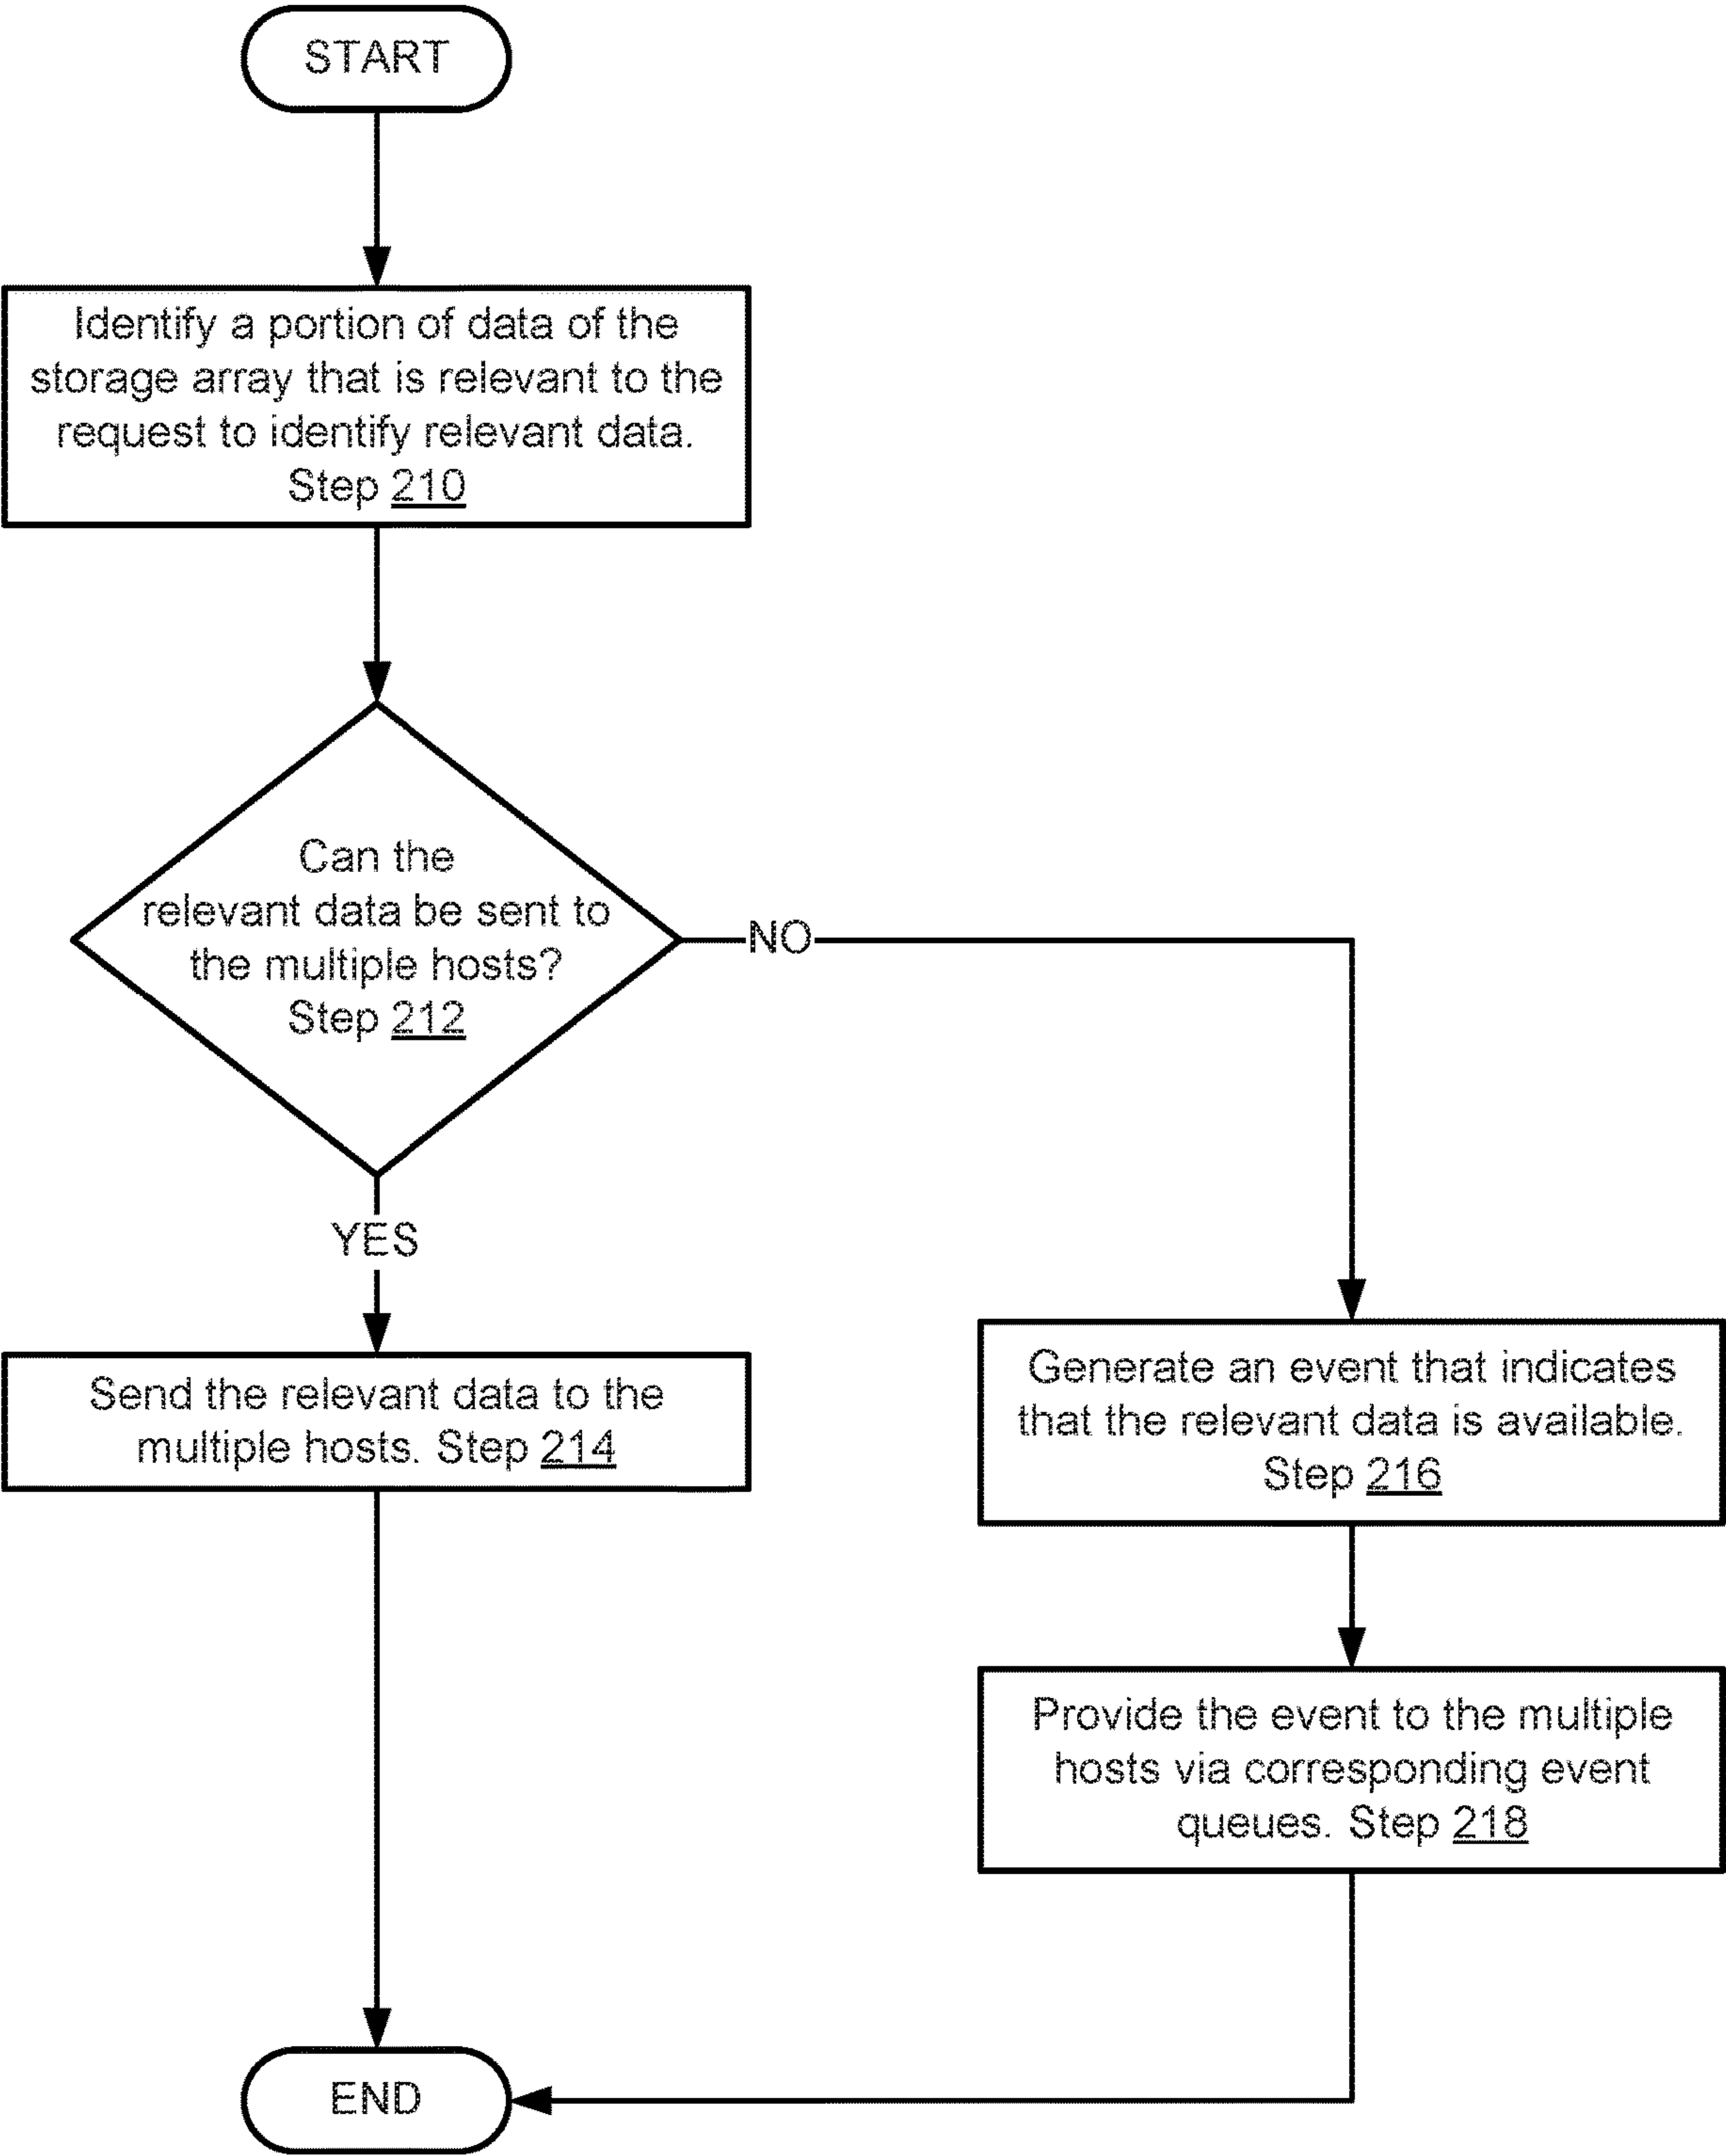 START
Identify a portion of data of the
storage array that is relevant to the
request to identify relevant data.
Step 210
Can the
relevant data be sent to
the multiple hosts?
Step 212
NO
YES
Send the relevant data to the
multiple hosts. Step 214
Generate an event that indicates
that the relevant data is available.
Step 216
Provide the event to the multiple
hosts via corresponding event
queues. Step 218
END